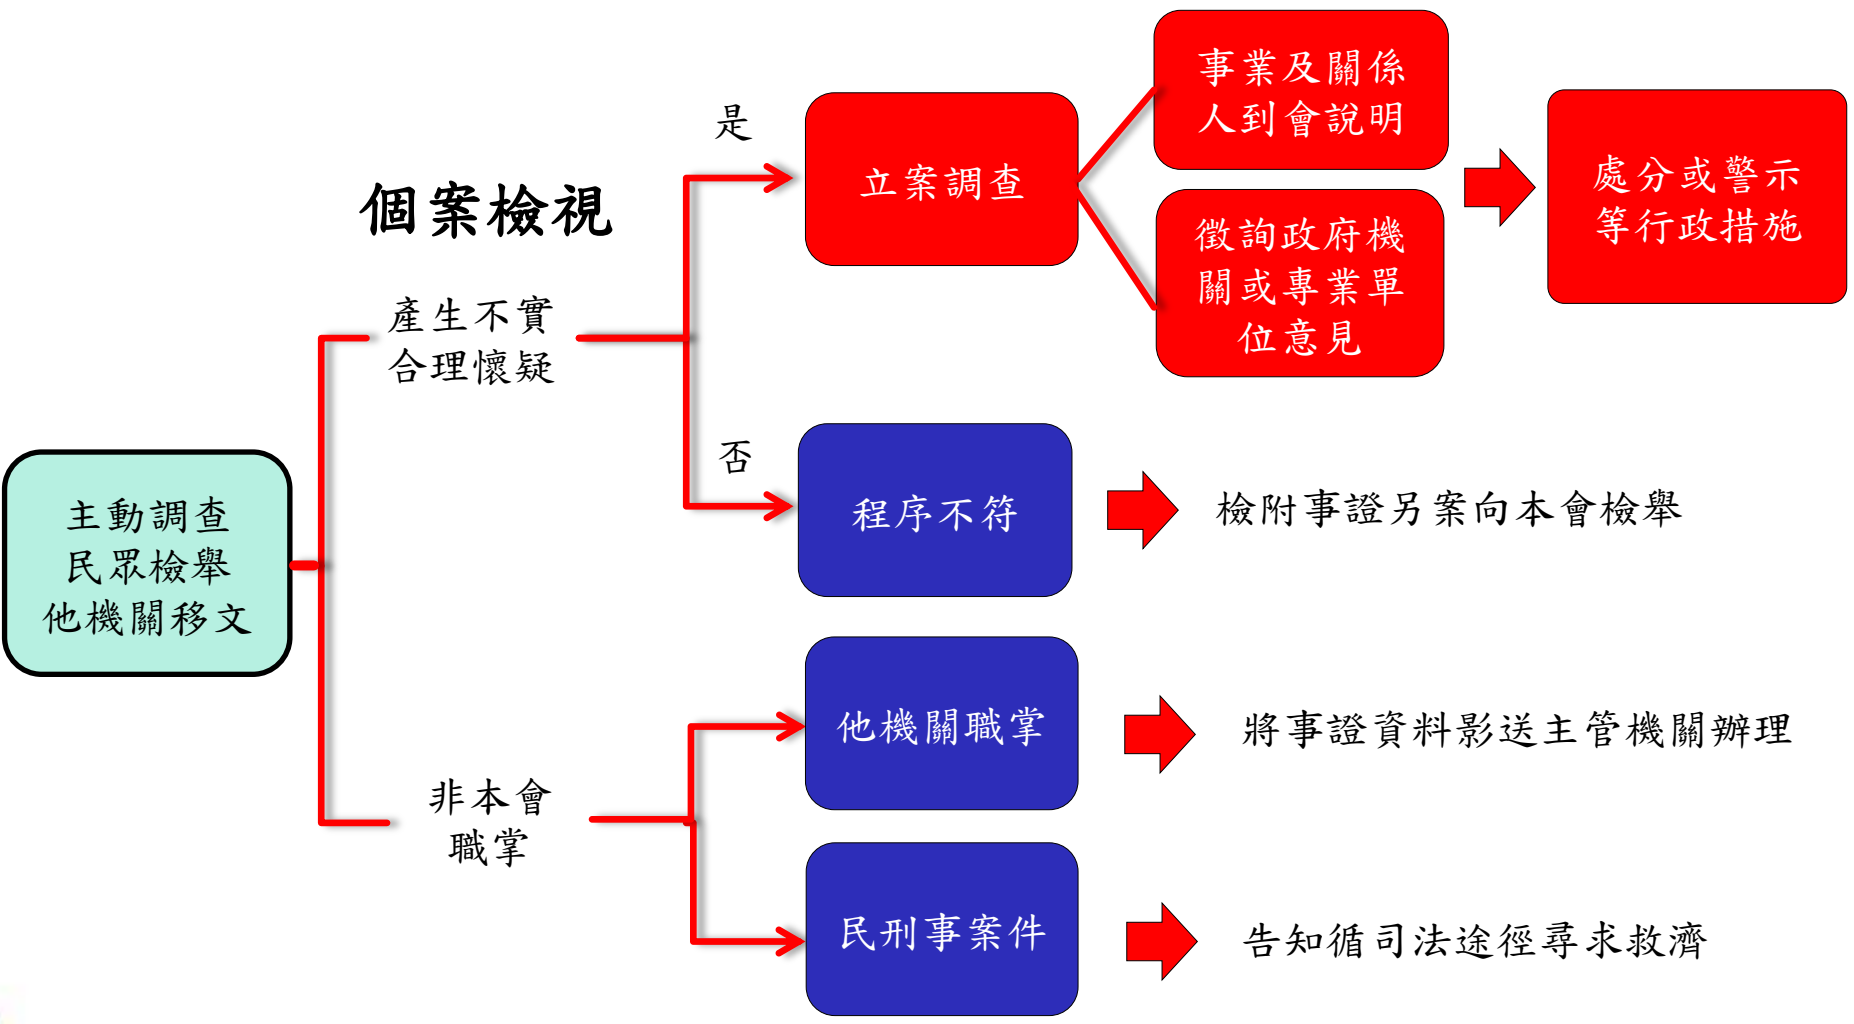 個案檢視
主動調查
民眾檢舉
他機關移文
產生不實
合理懷疑
是
立案調查
事業及關係
人到會說明
徵詢政府機
關或專業單
位意見
處分或警示
等行政措施
否
程序不符
檢附事證另案向本會檢舉
非本會
職掌
他機關職掌
將事證資料影送主管機關辦理
民刑事案件
告知循司法途徑尋求救濟